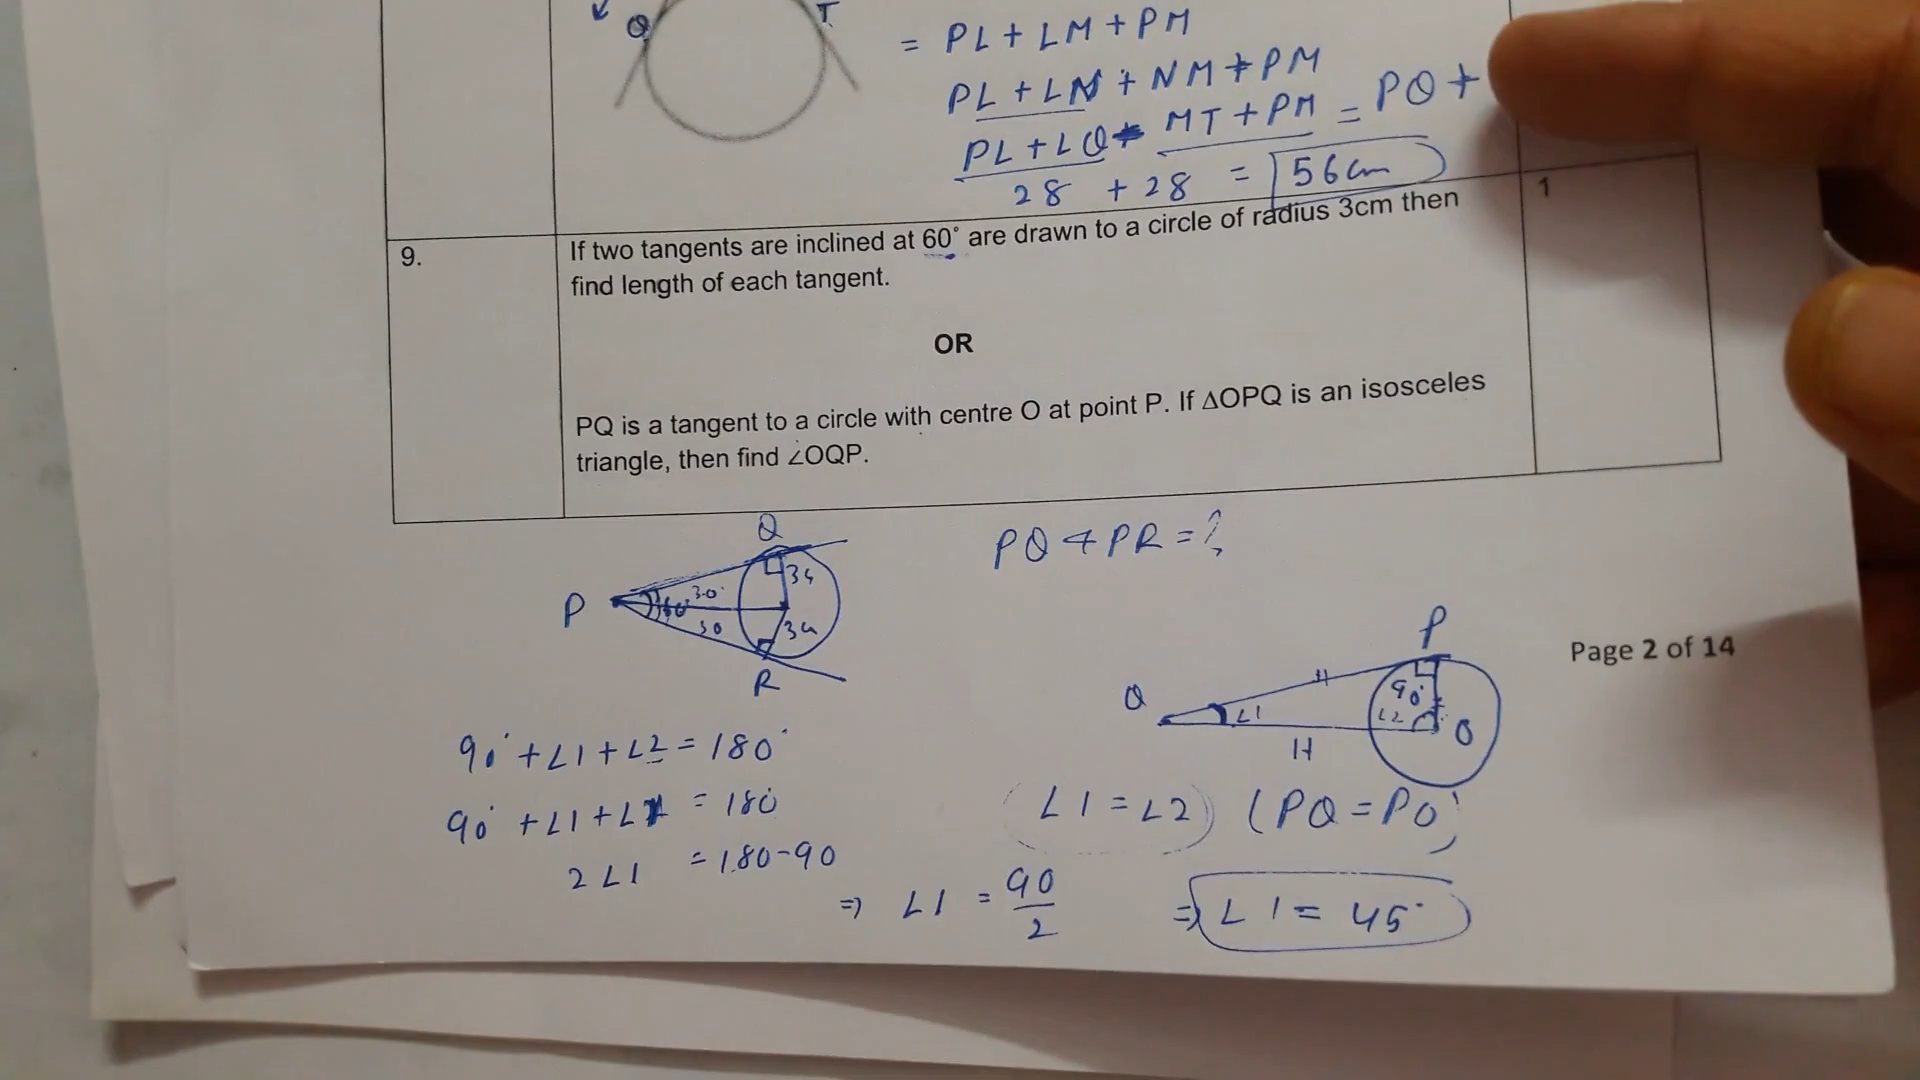 Q T
= PL + LM + PM
PL + LN + NM + PM
PL + LQ + MT + PM = PQ +
28 + 28 = 56cm
1
9.
If two tangents are inclined at 60˚ are drawn to a circle of radius 3cm then
find length of each tangent.
OR
PQ is a tangent to a circle with centre O at point P. If ∆OPQ is an isosceles
triangle, then find ∠OQP.
Q
P 60° 30° 30
R
PQ & PR = ?
P
Q ∠1 90° ∠2 O
H
Page 2 of 14
90° + ∠1 + ∠2 = 180°
90° + ∠1 + ∠1 = 180
2∠1 = 180-90
∠1 = ∠2 (PQ = PO)
⇒ ∠1 = 90/2
⇒ ∠1 = 45°